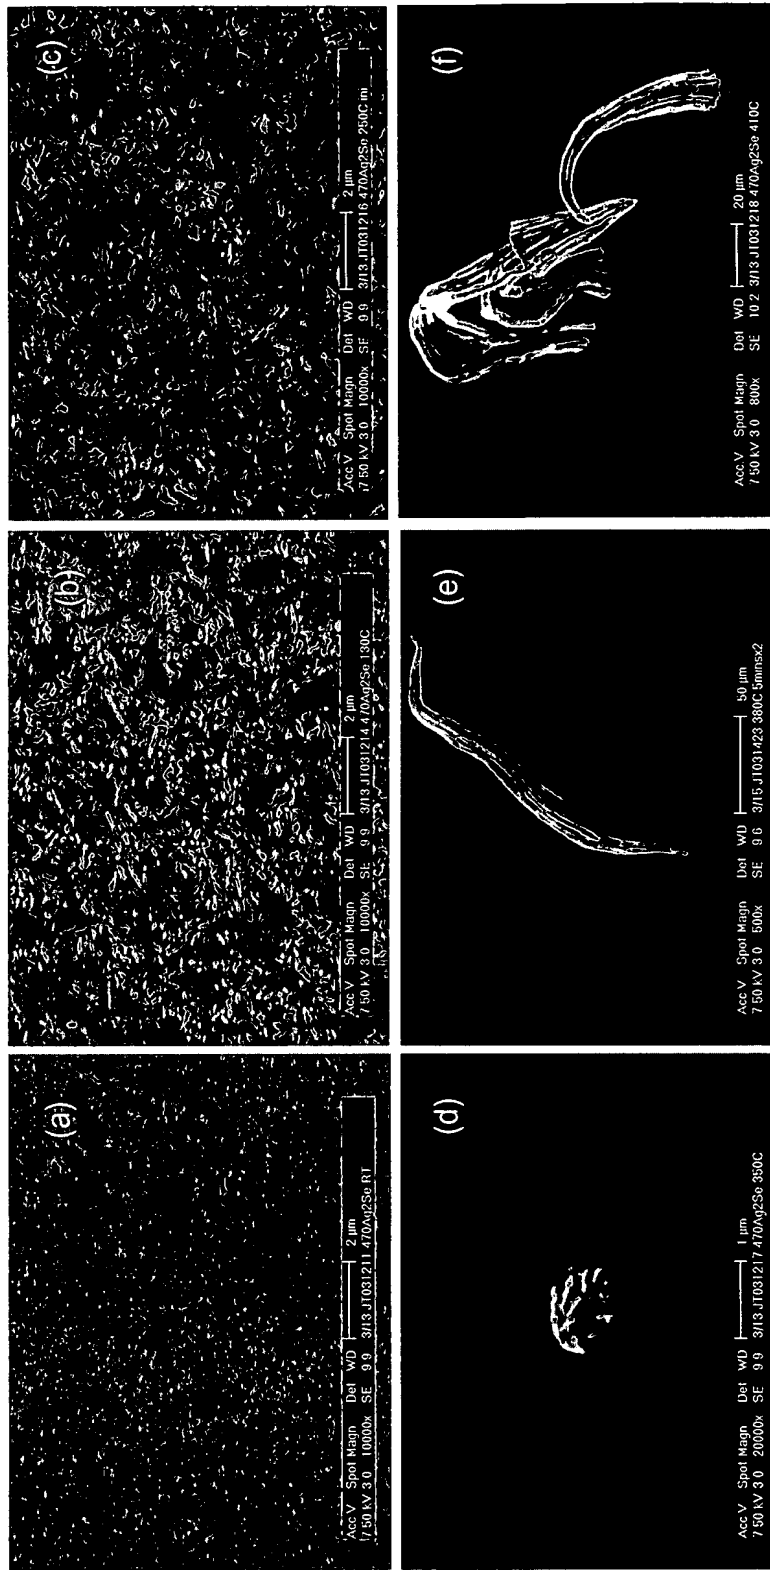 (a)
Acc V Spot Magn Det WD 2 µm
7 50 kV 3 0 10000x SE 9 9 3/13 JT031211 470Ag2Se RT
(b)
Acc V Spot Magn Det WD 2 µm
7 50 kV 3 0 10000x SE 9 9 3/13 JT031214 470Ag2Se 130C
(c)
Acc V Spot Magn Det WD 2 µm
7 50 kV 3 0 10000x SE 9 9 3/13 JT031216 470Ag2Se 250C mi
(d)
Acc V Spot Magn Det WD 1 µm
7 50 kV 3 0 20000x SE 9 9 3/13 JT031217 470Ag2Se 350C
(e)
Acc V Spot Magn Det WD 50 µm
7 50 kV 3 0 500x SE 9 6 3/15 JT031423 380C 5minsx2
(f)
Acc V Spot Magn Det WD 20 µm
7 50 kV 3 0 800x SE 10 2 3/13 JT031218 470Ag2Se 410C